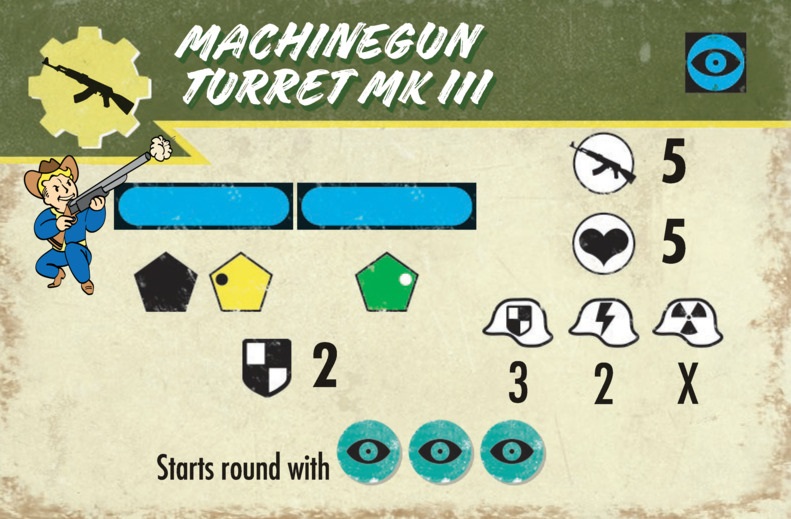 MACHINEGUN
TURRET MK III
5
5
2
3 2 X
Starts round with